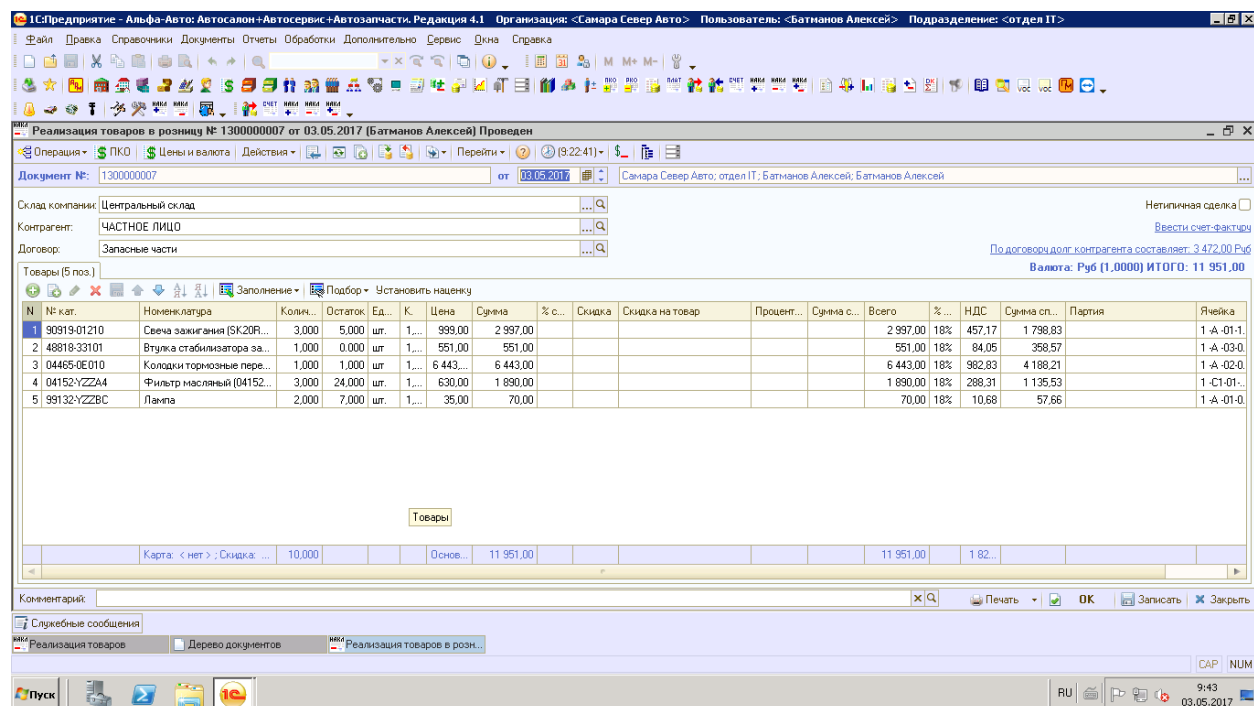 1С:Предприятие - Альфа-Авто: Автосалон+Автосервис+Автозапчасти. Редакция 4.1 Организация: <Самара Север Авто> Пользователь: <Батманов Алексей> Подразделение: <отдел IT>
Файл Правка Справочники Документы Отчеты Обработки Дополнительно Сервис Окна Справка
M M+ M-
Реализация товаров в розницу № 1300000007 от 03.05.2017 (Батманов Алексей) Проведен
Операция ПКО Цены и валюта Действия Перейти (9:22:41)
Документ №: 1300000007 от 03.05.2017 Самара Север Авто; отдел IT; Батманов Алексей; Батманов Алексей ...
Склад компании: Центральный склад ... Нетипичная сделка
Контрагент: ЧАСТНОЕ ЛИЦО ... Ввести счет-фактуру
Договор: Запасные части ... По договору долг контрагента составляет: 3 472,00 Руб
Товары (5 поз.) Валюта: Руб (1,0000) ИТОГО: 11 951,00
Заполнение Подбор Установить наценку
N № кат. Номенклатура Колич... Остаток Ед... К. Цена Сумма % с... Скидка Скидка на товар Процент... Сумма с... Всего % ... НДС Сумма сп... Партия Ячейка
1 90919-01210 Свеча зажигания (SK20R... 3,000 5,000 шт. 1,... 999,00 2 997,00 2 997,00 18% 457,17 1 798,83 1 -А -01-1.
2 48818-33101 Втулка стабилизатора за... 1,000 0.000 шт 1,... 551,00 551,00 551,00 18% 84,05 358,57 1 -А -03-0.
3 04465-0E010 Колодки тормозные пере... 1,000 1,000 шт 1,... 6 443,... 6 443,00 6 443,00 18% 982,83 4 188,21 1 -А -02-0.
4 04152-YZZA4 Фильтр масляный (04152... 3,000 24,000 шт. 1,... 630,00 1 890,00 1 890,00 18% 288,31 1 135,53 1 -С1-01-..
5 99132-YZZBC Лампа 2,000 7,000 шт. 1,... 35,00 70,00 70,00 18% 10,68 57,66 1 -А -01-0.
Товары
Карта: < нет > ; Скидка: ... 10,000 Основ... 11 951,00 11 951,00 1 82...
Комментарий: Печать OK Записать Закрыть
Служебные сообщения
Реализация товаров Дерево документов Реализация товаров в розн...
CAP NUM
Пуск RU 9:43
03.05.2017